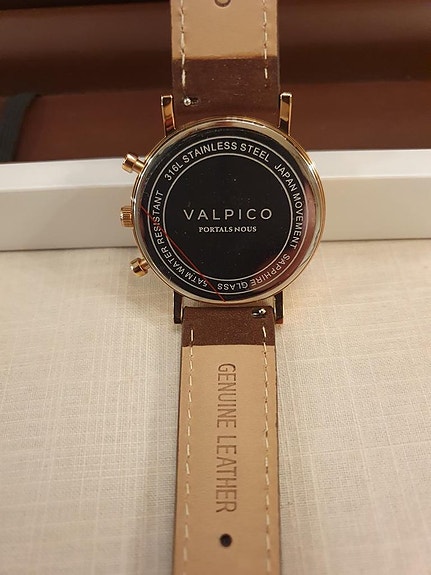 316L STAINLESS STEEL JAPAN MOVEMENT SAPPHIRE GLASS 5ATM WATER RESISTANT
VALPICO
PORTALS NOUS
GENUINE LEATHER